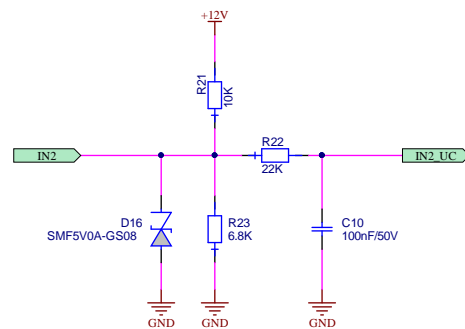 +12V
R21
10K
IN2
R22
22K
IN2_UC
D16
SMF5V0A-GS08
R23
6.8K
C10
100nF/50V
GND
GND
GND